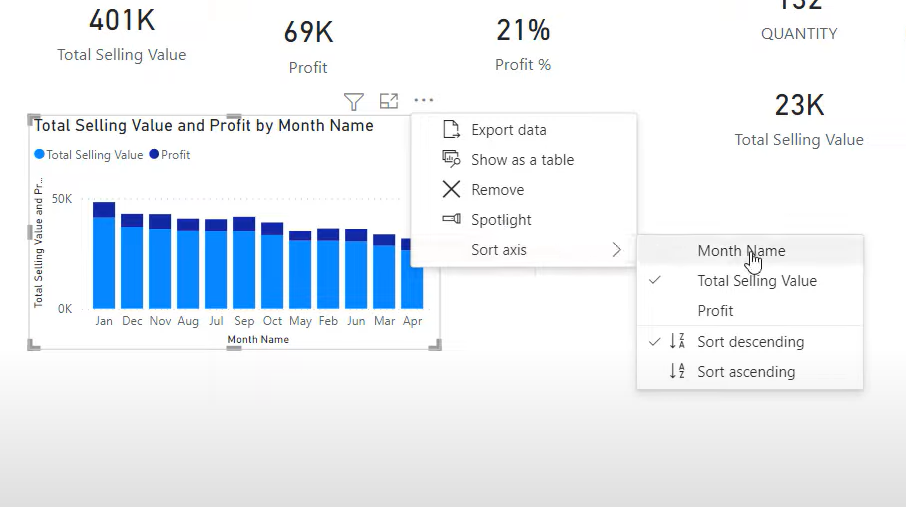 401K
Total Selling Value
69K
Profit
21%
Profit %
132
QUANTITY
23K
Total Selling Value
Total Selling Value and Profit by Month Name
Total Selling Value Profit
Total Selling Value and Pr...
50K
0K
Jan Dec Nov Aug Jul Sep Oct May Feb Jun Mar Apr
Month Name
Export data
Show as a table
Remove
Spotlight
Sort axis
Month Name
Total Selling Value
Profit
Sort descending
Sort ascending